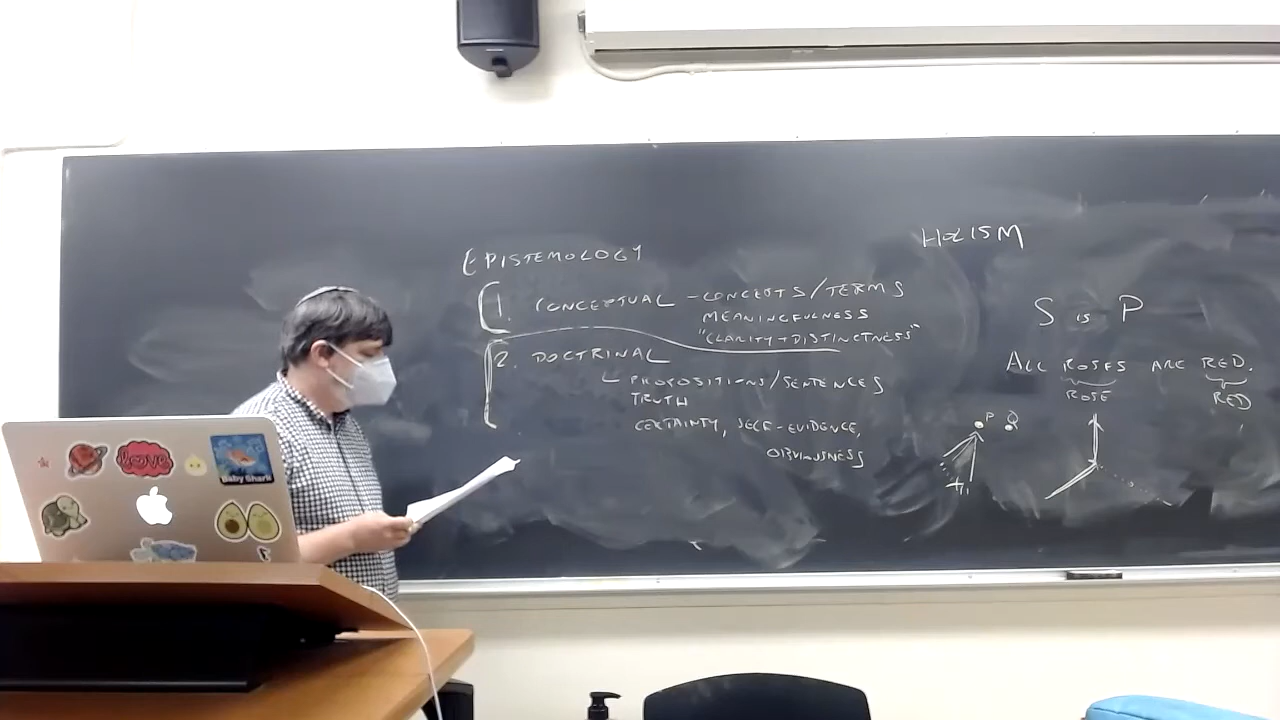 EPISTEMOLOGY
1. CONCEPTUAL - CONCEPTS/TERMS
MEANINGFULNESS
"CLARITY + DISTINCTNESS"
2. DOCTRINAL
PROPOSITIONS/SENTENCES
TRUTH
CERTAINTY, SELF-EVIDENCE,
OBVIOUSNESS
HOLISM
S IS P
ALL ROSES ARE RED.
ROSE RED
P Q
love
Baby Shark